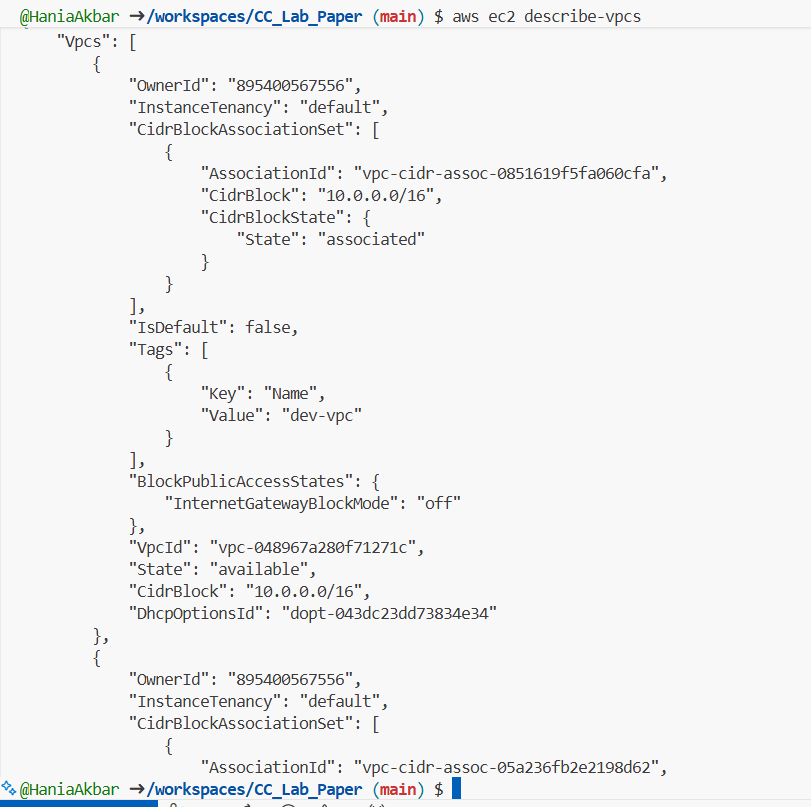 @HaniaAkbar →/workspaces/CC_Lab_Paper (main) $ aws ec2 describe-vpcs
    "Vpcs": [
        {
            "OwnerId": "895400567556",
            "InstanceTenancy": "default",
            "CidrBlockAssociationSet": [
                {
                    "AssociationId": "vpc-cidr-assoc-0851619f5fa060cfa",
                    "CidrBlock": "10.0.0.0/16",
                    "CidrBlockState": {
                        "State": "associated"
                    }
                }
            ],
            "IsDefault": false,
            "Tags": [
                {
                    "Key": "Name",
                    "Value": "dev-vpc"
                }
            ],
            "BlockPublicAccessStates": {
                "InternetGatewayBlockMode": "off"
            },
            "VpcId": "vpc-048967a280f71271c",
            "State": "available",
            "CidrBlock": "10.0.0.0/16",
            "DhcpOptionsId": "dopt-043dc23dd73834e34"
        },
        {
            "OwnerId": "895400567556",
            "InstanceTenancy": "default",
            "CidrBlockAssociationSet": [
                {
                    "AssociationId": "vpc-cidr-assoc-05a236fb2e2198d62",
@HaniaAkbar →/workspaces/CC_Lab_Paper (main) $